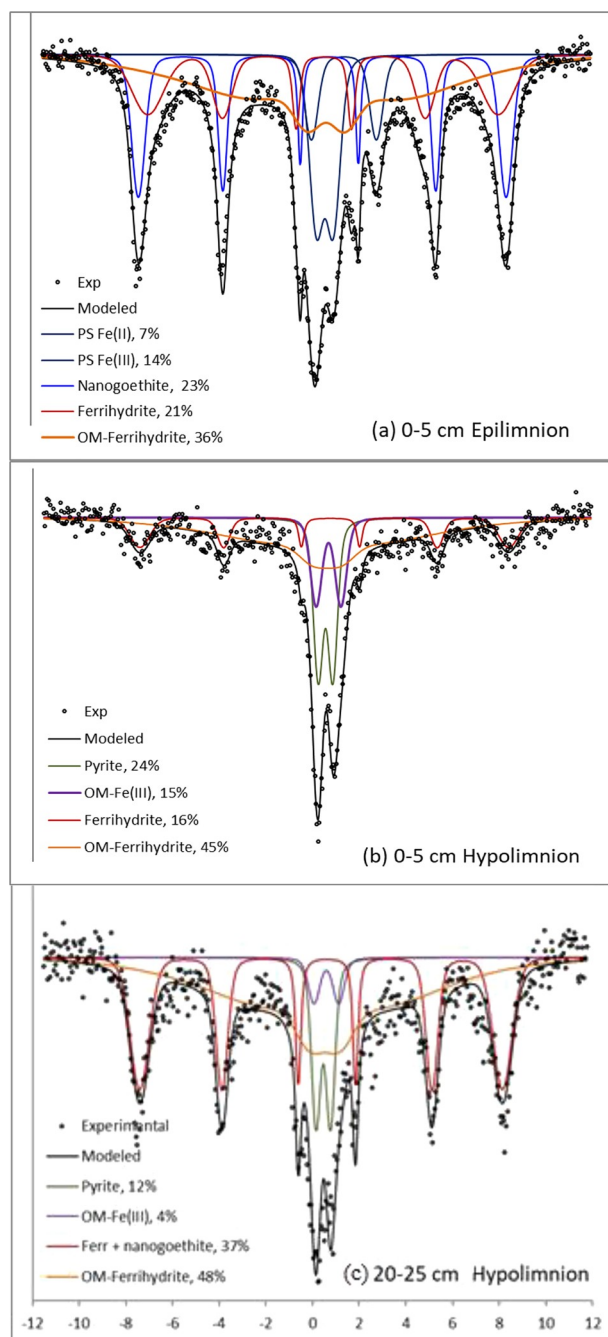 Exp
Modeled
PS Fe(II), 7%
PS Fe(III), 14%
Nanogoethite, 23%
Ferrihydrite, 21%
OM-Ferrihydrite, 36%
(a) 0-5 cm Epilimnion
Exp
Modeled
Pyrite, 24%
OM-Fe(III), 15%
Ferrihydrite, 16%
OM-Ferrihydrite, 45%
(b) 0-5 cm Hypolimnion
Experimantal
Modeled
Pyrite, 12%
OM-Fe(III), 4%
Ferr + nanogoethite, 37%
OM-Ferrihydrite, 48%
(c) 20-25 cm Hypolimnion
-12 -10 -8 -6 -4 -2 0 2 4 6 8 10 12